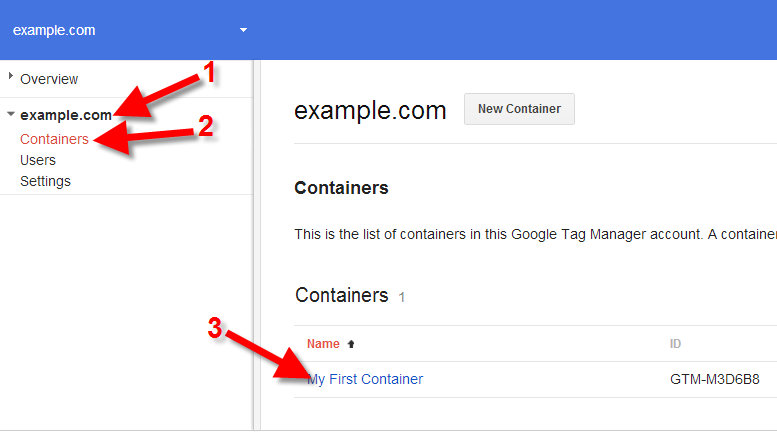 example.com
Overview
1
example.com
2
Containers
Users
Settings
example.com New Container
Containers
This is the list of containers in this Google Tag Manager account. A container
Containers 1
3
Name ID
My First Container GTM-M3D6B8